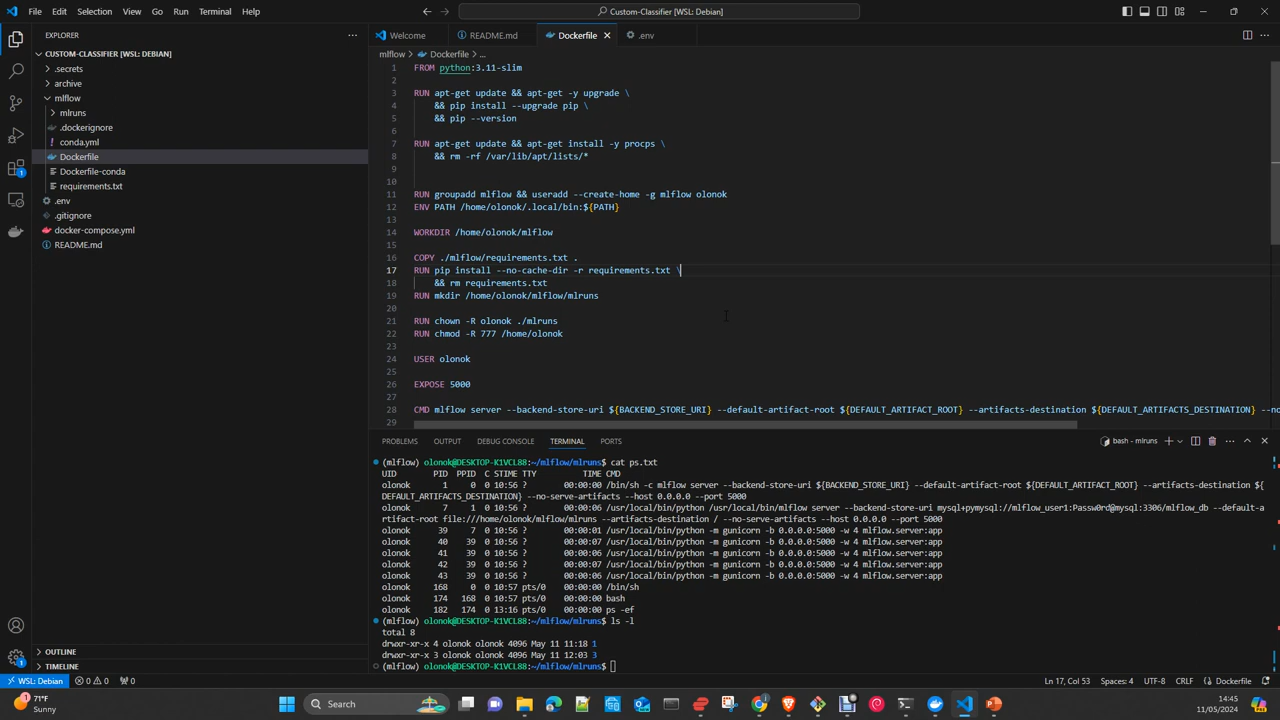 File Edit Selection View Go Run Terminal Help
Custom-Classifier [WSL: Debian]
EXPLORER
Welcome
README.md
Dockerfile
.env
CUSTOM-CLASSIFIER [WSL: DEBIAN]
.secrets
archive
mlflow
mlruns
.dockerignore
conda.yml
Dockerfile
Dockerfile-conda
requirements.txt
.env
.gitignore
docker-compose.yml
README.md
OUTLINE
TIMELINE
mlflow > Dockerfile > ...
1 FROM python:3.11-slim
2
3 RUN apt-get update && apt-get -y upgrade \
4 && pip install --upgrade pip \
5 && pip --version
6
7 RUN apt-get update && apt-get install -y procps \
8 && rm -rf /var/lib/apt/lists/*
9
10
11 RUN groupadd mlflow && useradd --create-home -g mlflow olonok
12 ENV PATH /home/olonok/.local/bin:${PATH}
13
14 WORKDIR /home/olonok/mlflow
15
16 COPY ./mlflow/requirements.txt .
17 RUN pip install --no-cache-dir -r requirements.txt \
18 && rm requirements.txt
19 RUN mkdir /home/olonok/mlflow/mlruns
20
21 RUN chown -R olonok ./mlruns
22 RUN chmod -R 777 /home/olonok
23
24 USER olonok
25
26 EXPOSE 5000
27
28 CMD mlflow server --backend-store-uri ${BACKEND_STORE_URI} --default-artifact-root ${DEFAULT_ARTIFACT_ROOT} --artifacts-destination ${DEFAULT_ARTIFACTS_DESTINATION} --no
29
PROBLEMS OUTPUT DEBUG CONSOLE TERMINAL PORTS
bash - mlruns
(mlflow) olonok@DESKTOP-K1VCL88:~/mlflow/mlruns$ cat ps.txt
UID PID PPID C STIME TTY TIME CMD
olonok 1 0 0 10:56 ? 00:00:00 /bin/sh -c mlflow server --backend-store-uri ${BACKEND_STORE_URI} --default-artifact-root ${DEFAULT_ARTIFACT_ROOT} --artifacts-destination ${
DEFAULT_ARTIFACTS_DESTINATION} --no-serve-artifacts --host 0.0.0.0 --port 5000
olonok 7 1 0 10:56 ? 00:00:06 /usr/local/bin/python /usr/local/bin/mlflow server --backend-store-uri mysql+pymysql://mlflow_user1:Passw0rd@mysql:3306/mlflow_db --default-a
rtifact-root file:///home/olonok/mlflow/mlruns --artifacts-destination / --no-serve-artifacts --host 0.0.0.0 --port 5000
olonok 39 7 0 10:56 ? 00:00:01 /usr/local/bin/python -m gunicorn -b 0.0.0.0:5000 -w 4 mlflow.server:app
olonok 40 39 0 10:56 ? 00:00:07 /usr/local/bin/python -m gunicorn -b 0.0.0.0:5000 -w 4 mlflow.server:app
olonok 41 39 0 10:56 ? 00:00:06 /usr/local/bin/python -m gunicorn -b 0.0.0.0:5000 -w 4 mlflow.server:app
olonok 42 39 0 10:56 ? 00:00:07 /usr/local/bin/python -m gunicorn -b 0.0.0.0:5000 -w 4 mlflow.server:app
olonok 43 39 0 10:56 ? 00:00:06 /usr/local/bin/python -m gunicorn -b 0.0.0.0:5000 -w 4 mlflow.server:app
olonok 168 0 0 10:57 pts/0 00:00:00 /bin/sh
olonok 174 168 0 10:57 pts/0 00:00:00 bash
olonok 182 174 0 13:16 pts/0 00:00:00 ps -ef
(mlflow) olonok@DESKTOP-K1VCL88:~/mlflow/mlruns$ ls -l
total 8
drwxr-xr-x 4 olonok olonok 4096 May 11 11:18 1
drwxr-xr-x 3 olonok olonok 4096 May 11 12:03 3
(mlflow) olonok@DESKTOP-K1VCL88:~/mlflow/mlruns$
WSL: Debian 0 0 0 Ln 17, Col 53 Spaces: 4 UTF-8 CRLF Dockerfile
71°F
Sunny
Search
14:45
11/05/2024